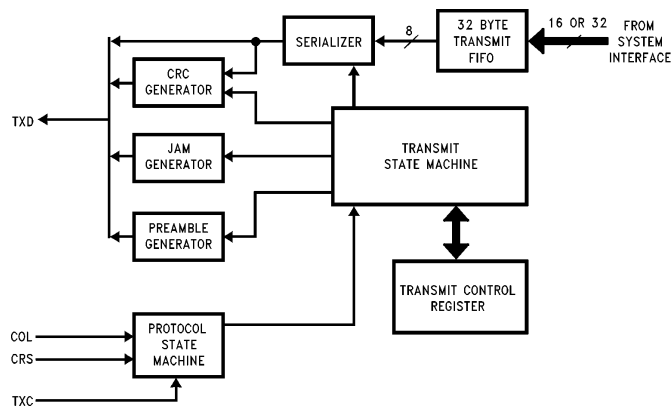 SERIALIZER
8
32 BYTE
TRANSMIT
FIFO
16 OR 32
FROM
SYSTEM
INTERFACE
CRC
GENERATOR
TXD
JAM
GENERATOR
TRANSMIT
STATE MACHINE
PREAMBLE
GENERATOR
TRANSMIT CONTROL
REGISTER
PROTOCOL
STATE
MACHINE
COL
CRS
TXC